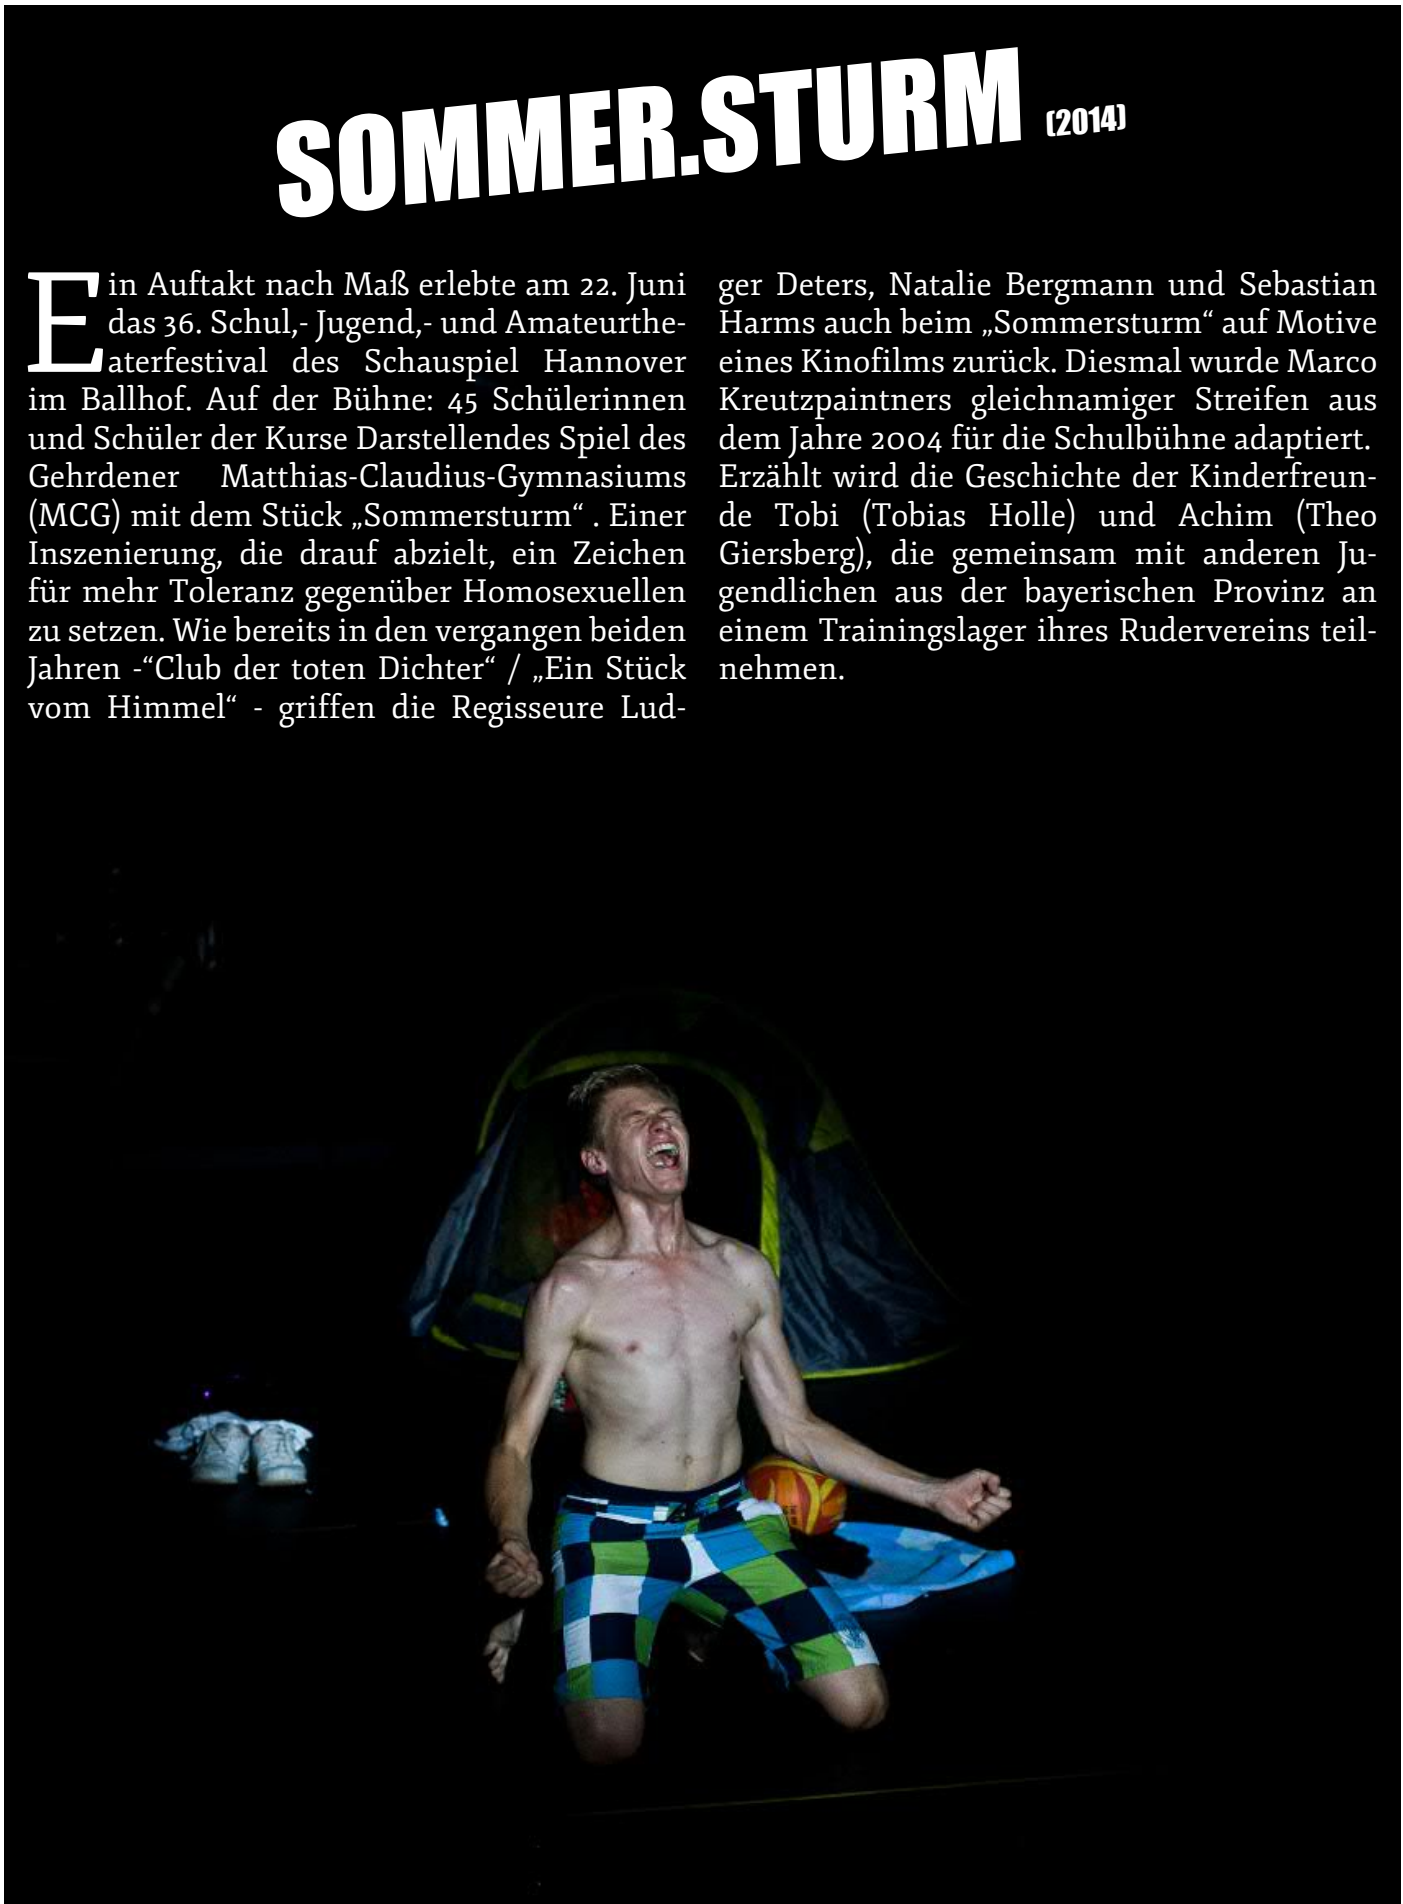 SOMMER.STURM (2014)
Ein Auftakt nach Maß erlebte am 22. Juni
das 36. Schul,- Jugend,- und Amateurthe-
aterfestival des Schauspiel Hannover
im Ballhof. Auf der Bühne: 45 Schülerinnen
und Schüler der Kurse Darstellendes Spiel des
Gehrdener Matthias-Claudius-Gymnasiums
(MCG) mit dem Stück „Sommersturm“ . Einer
Inszenierung, die drauf abzielt, ein Zeichen
für mehr Toleranz gegenüber Homosexuellen
zu setzen. Wie bereits in den vergangen beiden
Jahren -“Club der toten Dichter“ / „Ein Stück
vom Himmel“ - griffen die Regisseure Lud-
ger Deters, Natalie Bergmann und Sebastian
Harms auch beim „Sommersturm“ auf Motive
eines Kinofilms zurück. Diesmal wurde Marco
Kreutzpaintners gleichnamiger Streifen aus
dem Jahre 2004 für die Schulbühne adaptiert.
Erzählt wird die Geschichte der Kinderfreun-
de Tobi (Tobias Holle) und Achim (Theo
Giersberg), die gemeinsam mit anderen Ju-
gendlichen aus der bayerischen Provinz an
einem Trainingslager ihres Rudervereins teil-
nehmen.